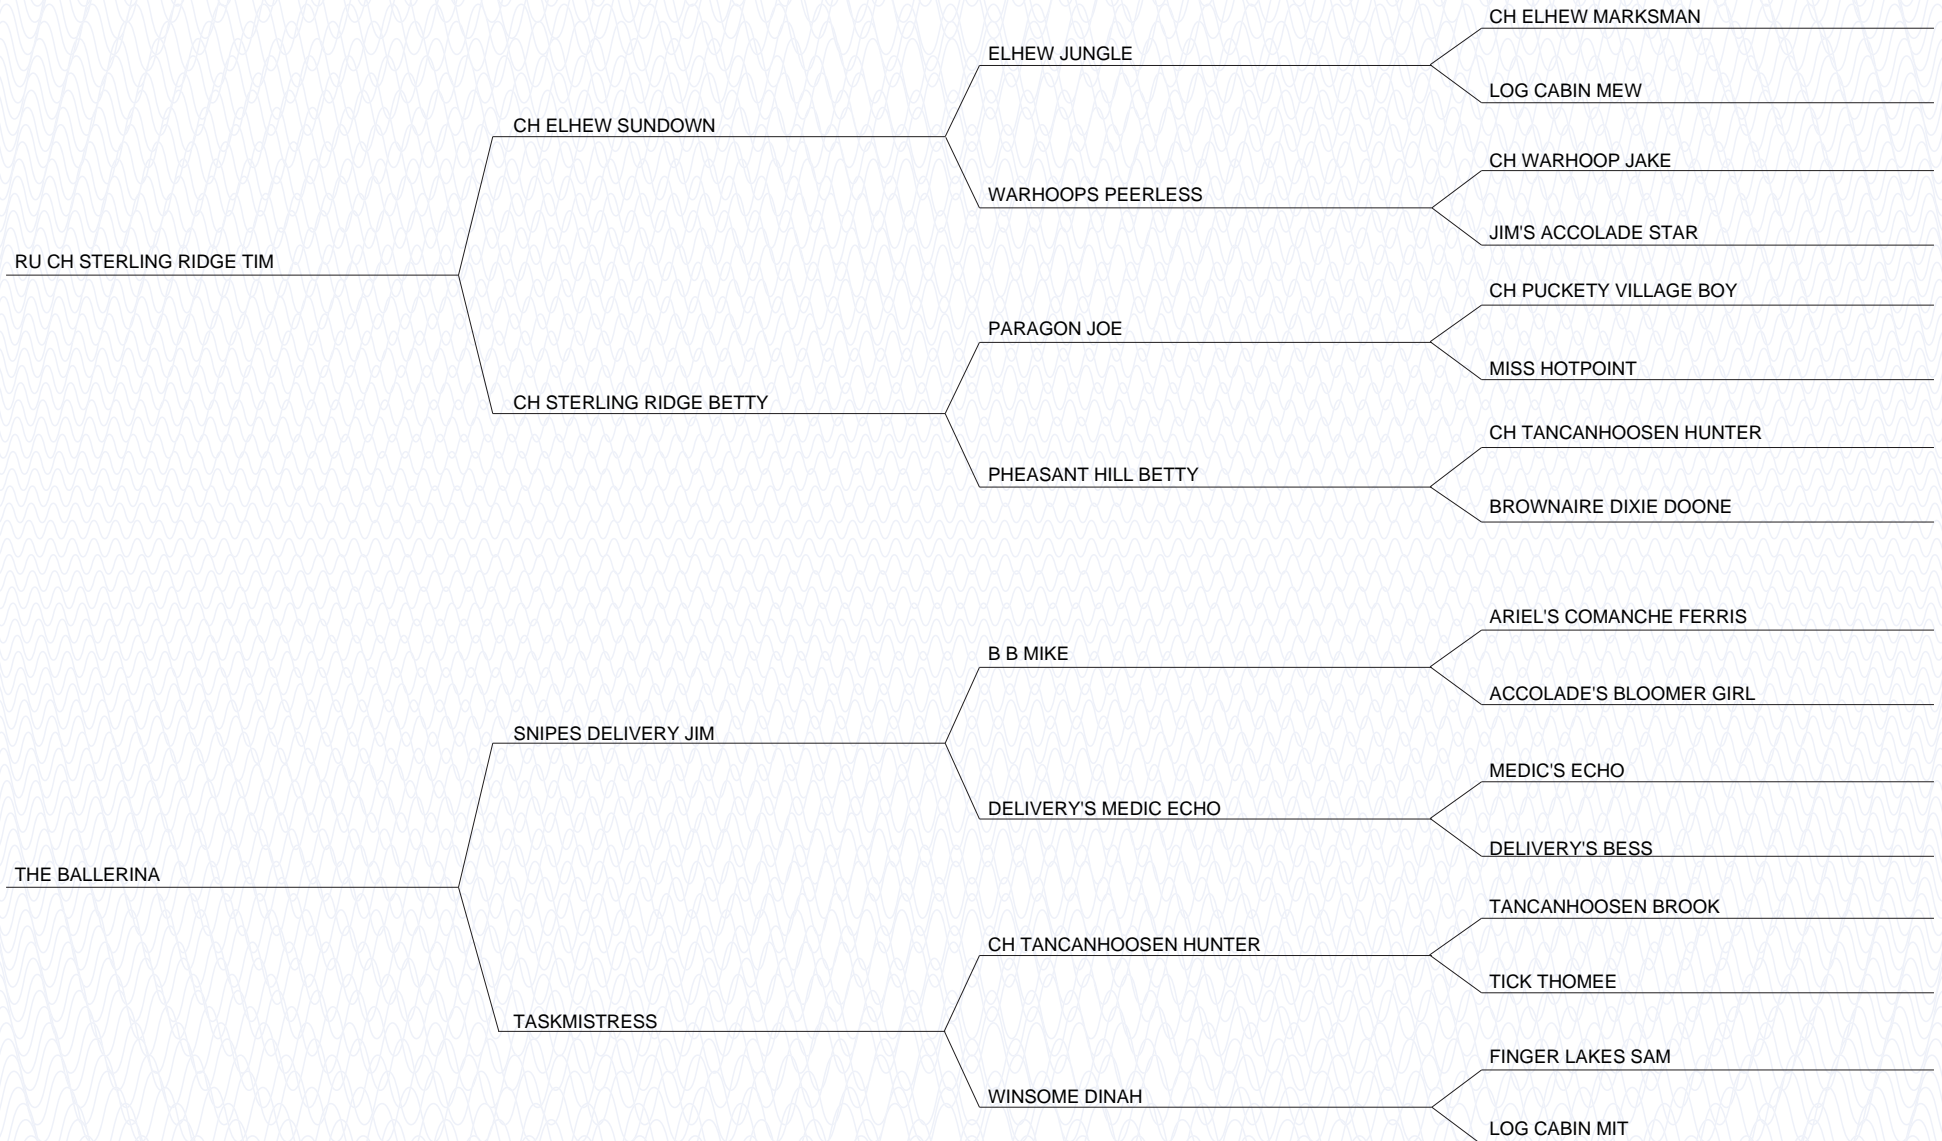 CH ELHEW MARKSMAN
ELHEW JUNGLE
LOG CABIN MEW
CH ELHEW SUNDOWN
CH WARHOOP JAKE
WARHOOPS PEERLESS
JIM'S ACCOLADE STAR
RU CH STERLING RIDGE TIM
CH PUCKETY VILLAGE BOY
PARAGON JOE
MISS HOTPOINT
CH STERLING RIDGE BETTY
CH TANCANHOOSEN HUNTER
PHEASANT HILL BETTY
BROWNAIRE DIXIE DOONE
ARIEL'S COMANCHE FERRIS
B B MIKE
ACCOLADE'S BLOOMER GIRL
SNIPES DELIVERY JIM
MEDIC'S ECHO
DELIVERY'S MEDIC ECHO
DELIVERY'S BESS
THE BALLERINA
TANCANHOOSEN BROOK
CH TANCANHOOSEN HUNTER
TICK THOMEE
TASKMISTRESS
FINGER LAKES SAM
WINSOME DINAH
LOG CABIN MIT